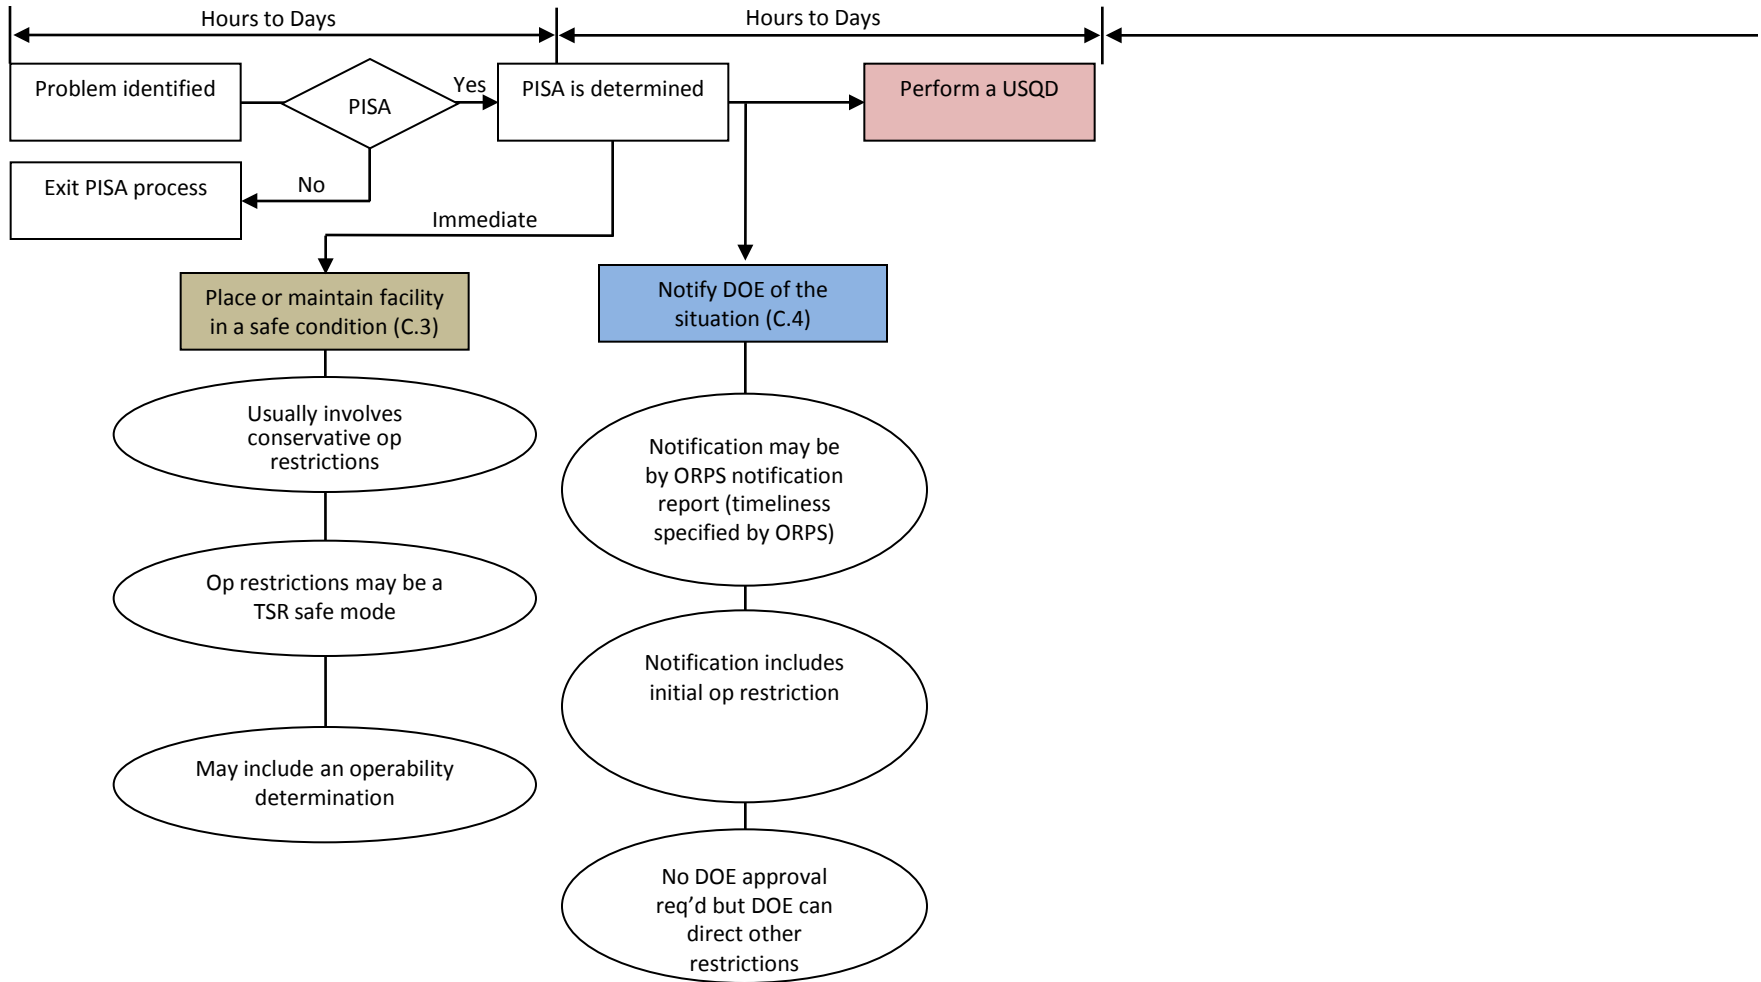 Hours to Days
Hours to Days
Problem identified
PISA
Yes
PISA is determined
Perform a USQD
Exit PISA process
No
Immediate
Place or maintain facility
in a safe condition (C.3)
Usually involves
conservative op
restrictions
Op restrictions may be a
TSR safe mode
May include an operability
determination
Notify DOE of the
situation (C.4)
Notification may be
by ORPS notification
report (timeliness
specified by ORPS)
Notification includes
initial op restriction
No DOE approval
req’d but DOE can
direct other
restrictions